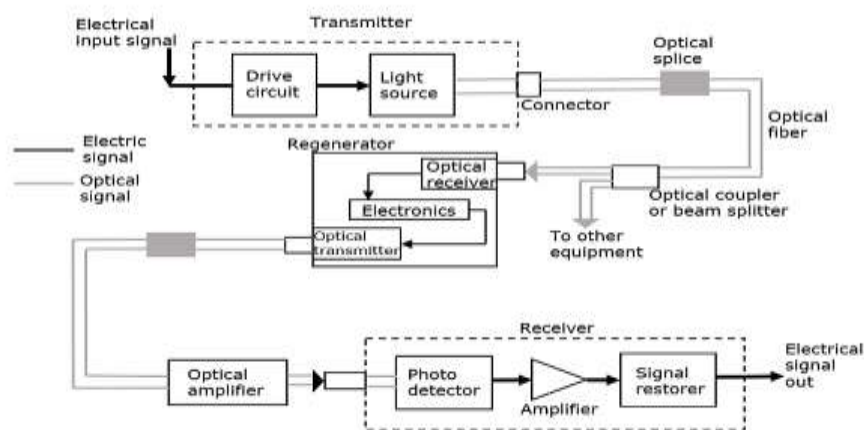 Electrical
input signal
Transmitter
Drive
circuit
Light
source
Connector
Optical
splice
Optical
fiber
Electric
signal
Optical
signal
Regenerator
Optical
receiver
Electronics
Optical
transmitter
Optical coupler
or beam splitter
To other
equipment
Receiver
Optical
amplifier
Photo
detector
Amplifier
Signal
restorer
Electrical
signal
out